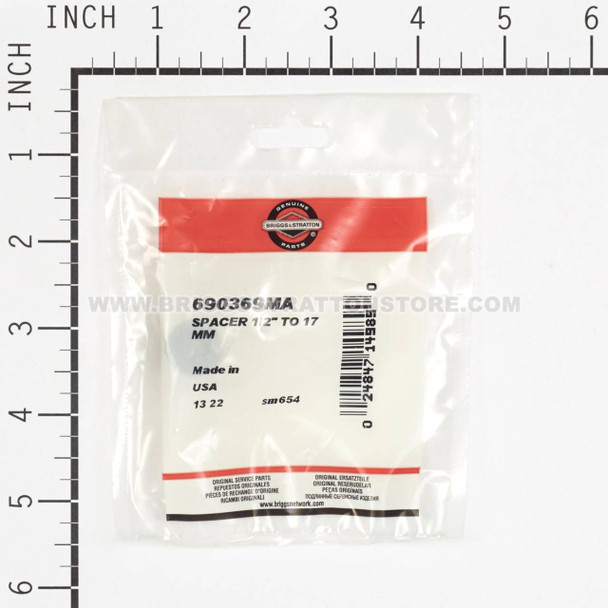 INCH 1 2 3 4 5 6
INCH 1 2 3 4 5 6
GENUINE
BRIGGS&STRATTON
®
PARTS
WWW.BRIGGSSTRATTONSTORE.COM
690369MA
SPACER 1/2" TO 17
MM
Made in
USA
13 22 sm654
0 24847 14985 0
ORIGINAL SERVICE PARTS
REPUESTOS ORIGINALES
PIÈCES DE RECHANGE D'ORIGINE
RICAMBI ORIGINALI
ORIGINAL ERSATZTEILE
ORIGINAL RESERVDELAR
PEÇAS ORIGINAIS
www.briggsnetwork.com